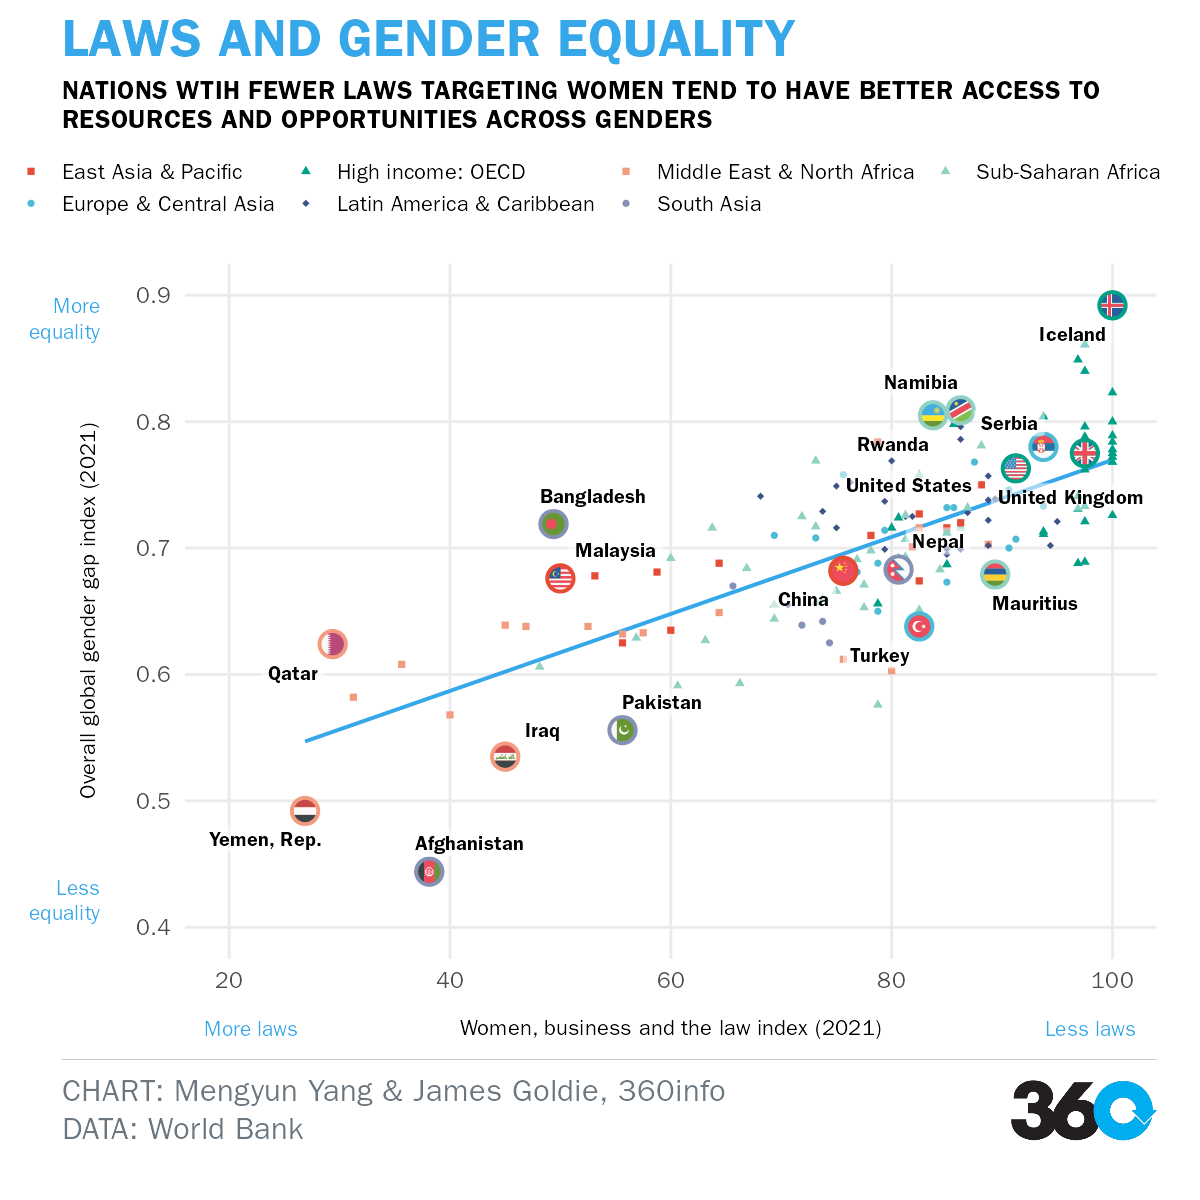 LAWS AND GENDER EQUALITY
NATIONS WTIH FEWER LAWS TARGETING WOMEN TEND TO HAVE BETTER ACCESS TO
RESOURCES AND OPPORTUNITIES ACROSS GENDERS
East Asia & Pacific
High income: OECD
Middle East & North Africa
Sub-Saharan Africa
Europe & Central Asia
Latin America & Caribbean
South Asia
More
equality
0.9
Iceland
Namibia
0.8
Serbia
Rwanda
United States
United Kingdom
Bangladesh
Malaysia
0.7
Nepal
China
Mauritius
Turkey
Qatar
0.6
Pakistan
Iraq
Overall global gender gap index (2021)
0.5
Yemen, Rep.
Afghanistan
Less
equality
0.4
20
40
60
80
100
More laws
Women, business and the law index (2021)
Less laws
CHART: Mengyun Yang & James Goldie, 360info
DATA: World Bank
360